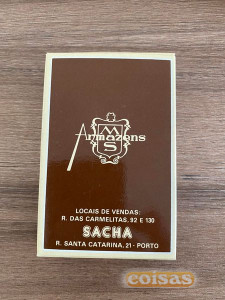 Armazens
MS
LOCAIS DE VENDAS:
R. DAS CARMELITAS, 92 E 130
SACHA
R. SANTA CATARINA, 21 - PORTO
coisas